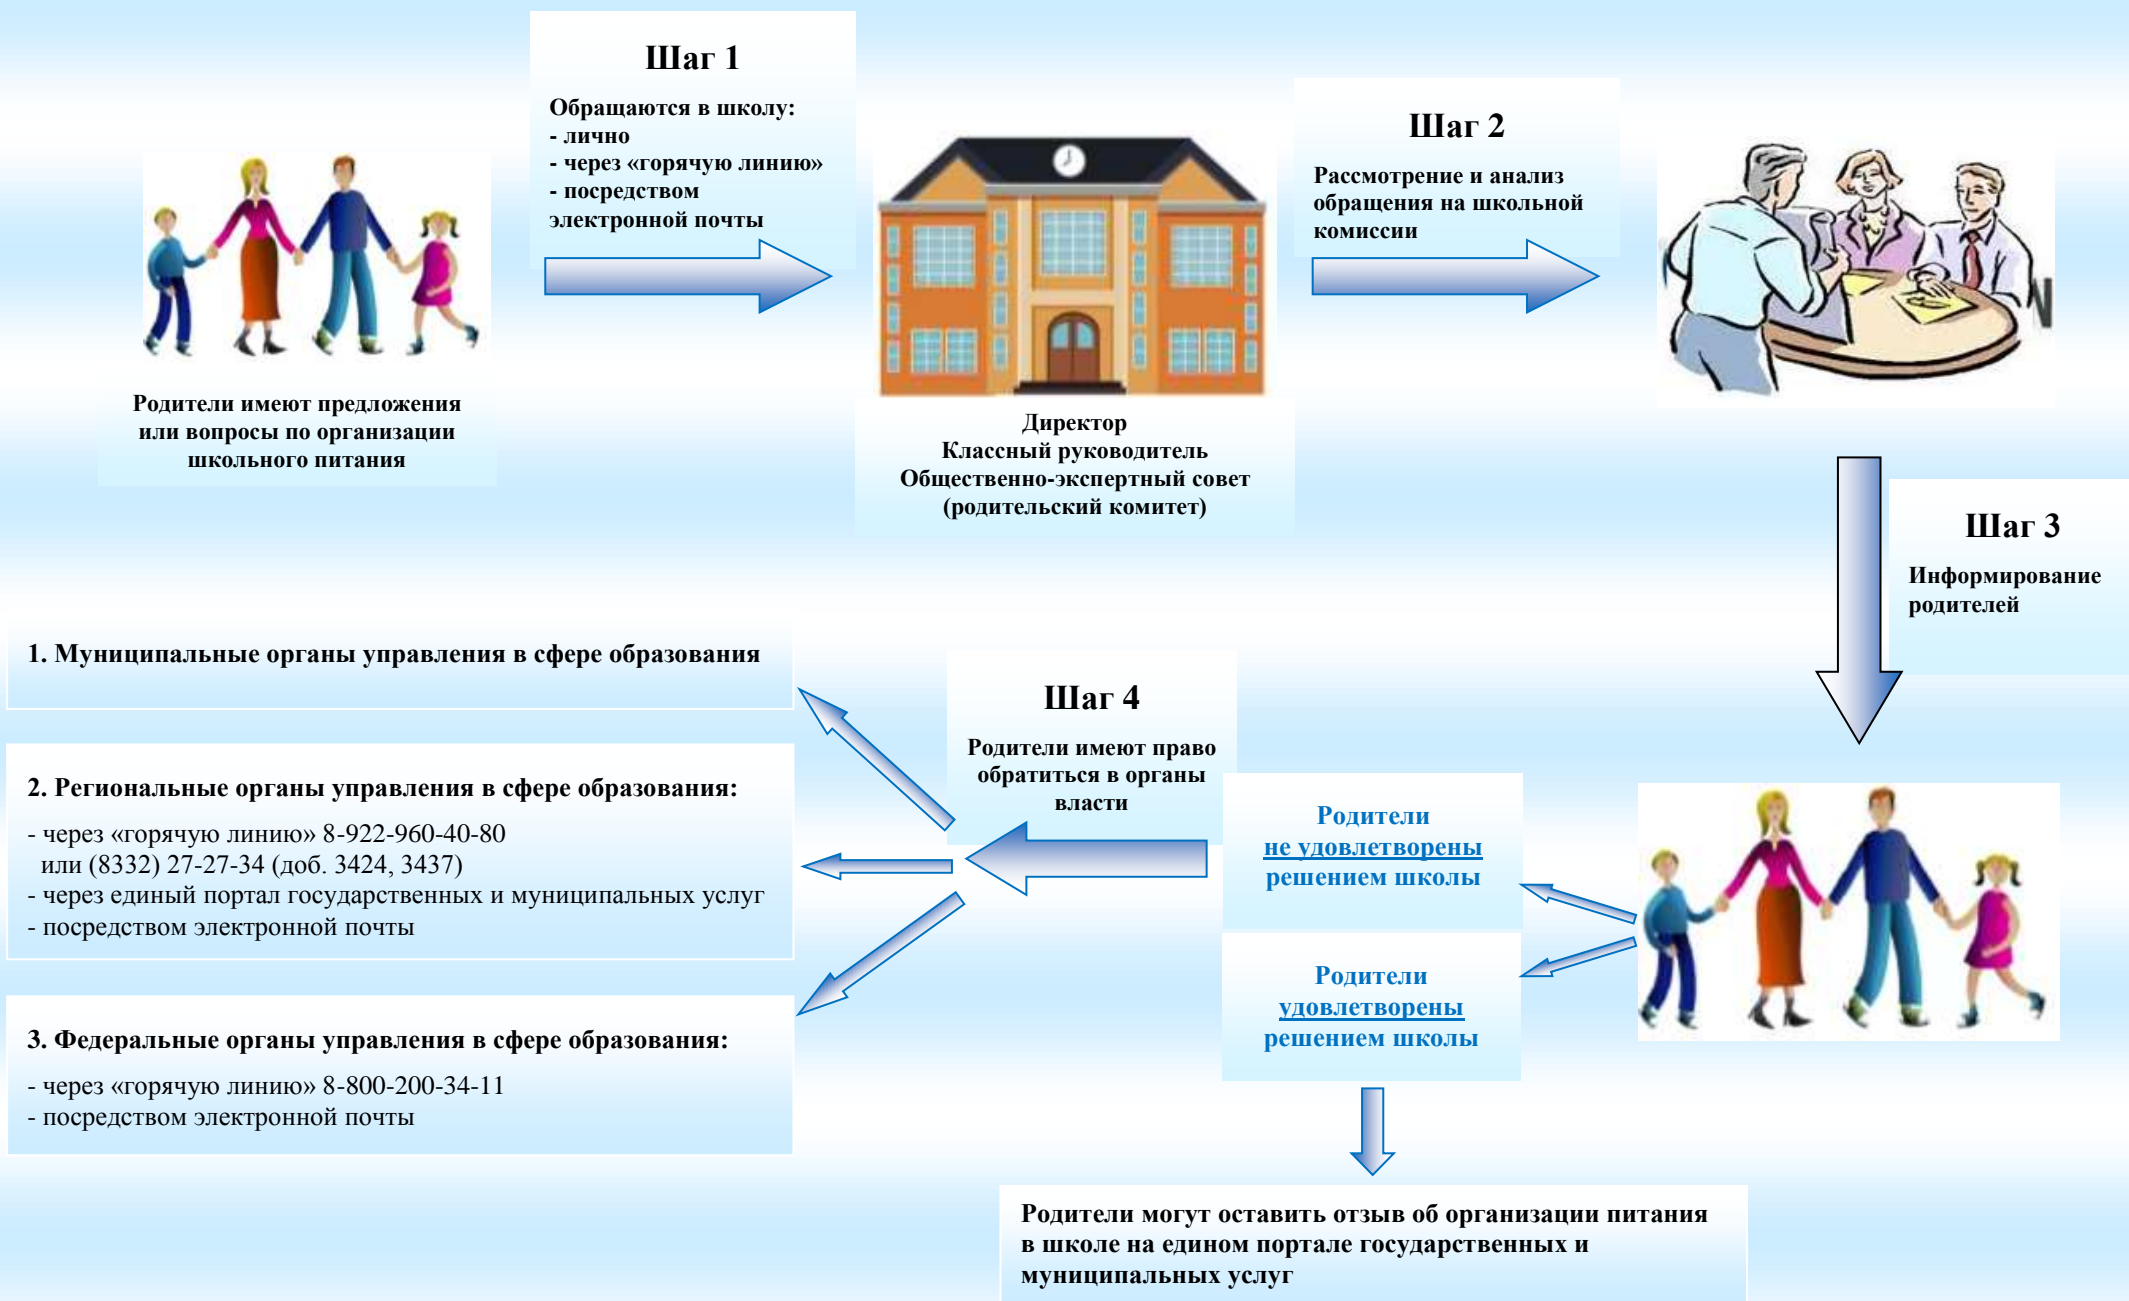 Шаг 1
Обращаются в школу:
- лично
- через «горячую линию»
- посредством
электронной почты
Родители имеют предложения
или вопросы по организации
школьного питания
Директор
Классный руководитель
Общественно-экспертный совет
(родительский комитет)
Шаг 2
Рассмотрение и анализ
обращения на школьной
комиссии
Шаг 3
Информирование
родителей
Родители
не удовлетворены
решением школы
Родители
удовлетворены
решением школы
Шаг 4
Родители имеют право
обратиться в органы
власти
1. Муниципальные органы управления в сфере образования
2. Региональные органы управления в сфере образования:
- через «горячую линию» 8-922-960-40-80
или (8332) 27-27-34 (доб. 3424, 3437)
- через единый портал государственных и муниципальных услуг
- посредством электронной почты
3. Федеральные органы управления в сфере образования:
- через «горячую линию» 8-800-200-34-11
- посредством электронной почты
Родители могут оставить отзыв об организации питания
в школе на едином портале государственных и
муниципальных услуг